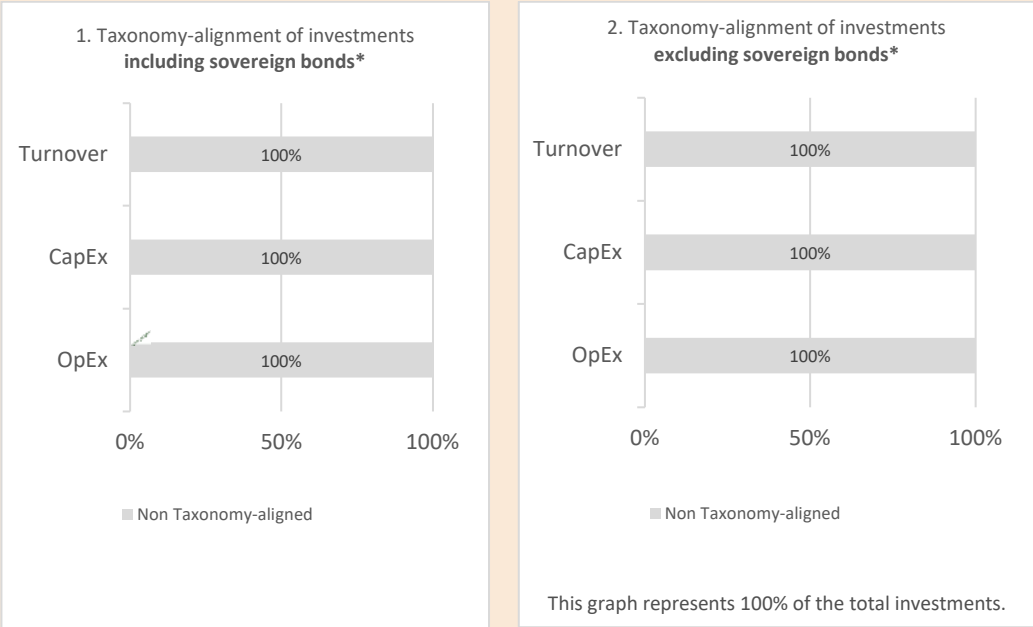 1. Taxonomy-alignment of investments
including sovereign bonds*
Turnover
100%
CapEx
100%
OpEx
100%
0%
50%
100%
Non Taxonomy-aligned
2. Taxonomy-alignment of investments
excluding sovereign bonds*
Turnover
100%
CapEx
100%
OpEx
100%
0%
50%
100%
Non Taxonomy-aligned
This graph represents 100% of the total investments.